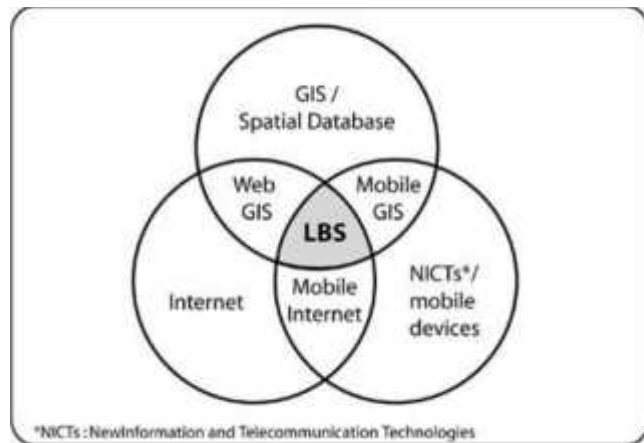 GIS /
Spatial Database
Web
GIS
Mobile
GIS
LBS
Internet
Mobile
Internet
NICTs*/
mobile
devices
*NICTs : NewInformation and Telecommunication Technologies